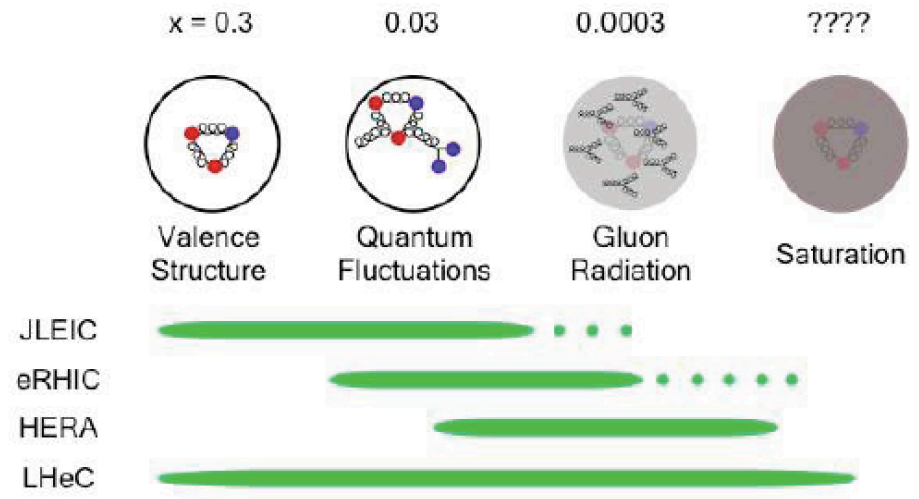 x = 0.3 0.03 0.0003 ????
Valence Quantum Gluon
Structure Fluctuations Radiation Saturation
JLEIC
eRHIC
HERA
LHeC